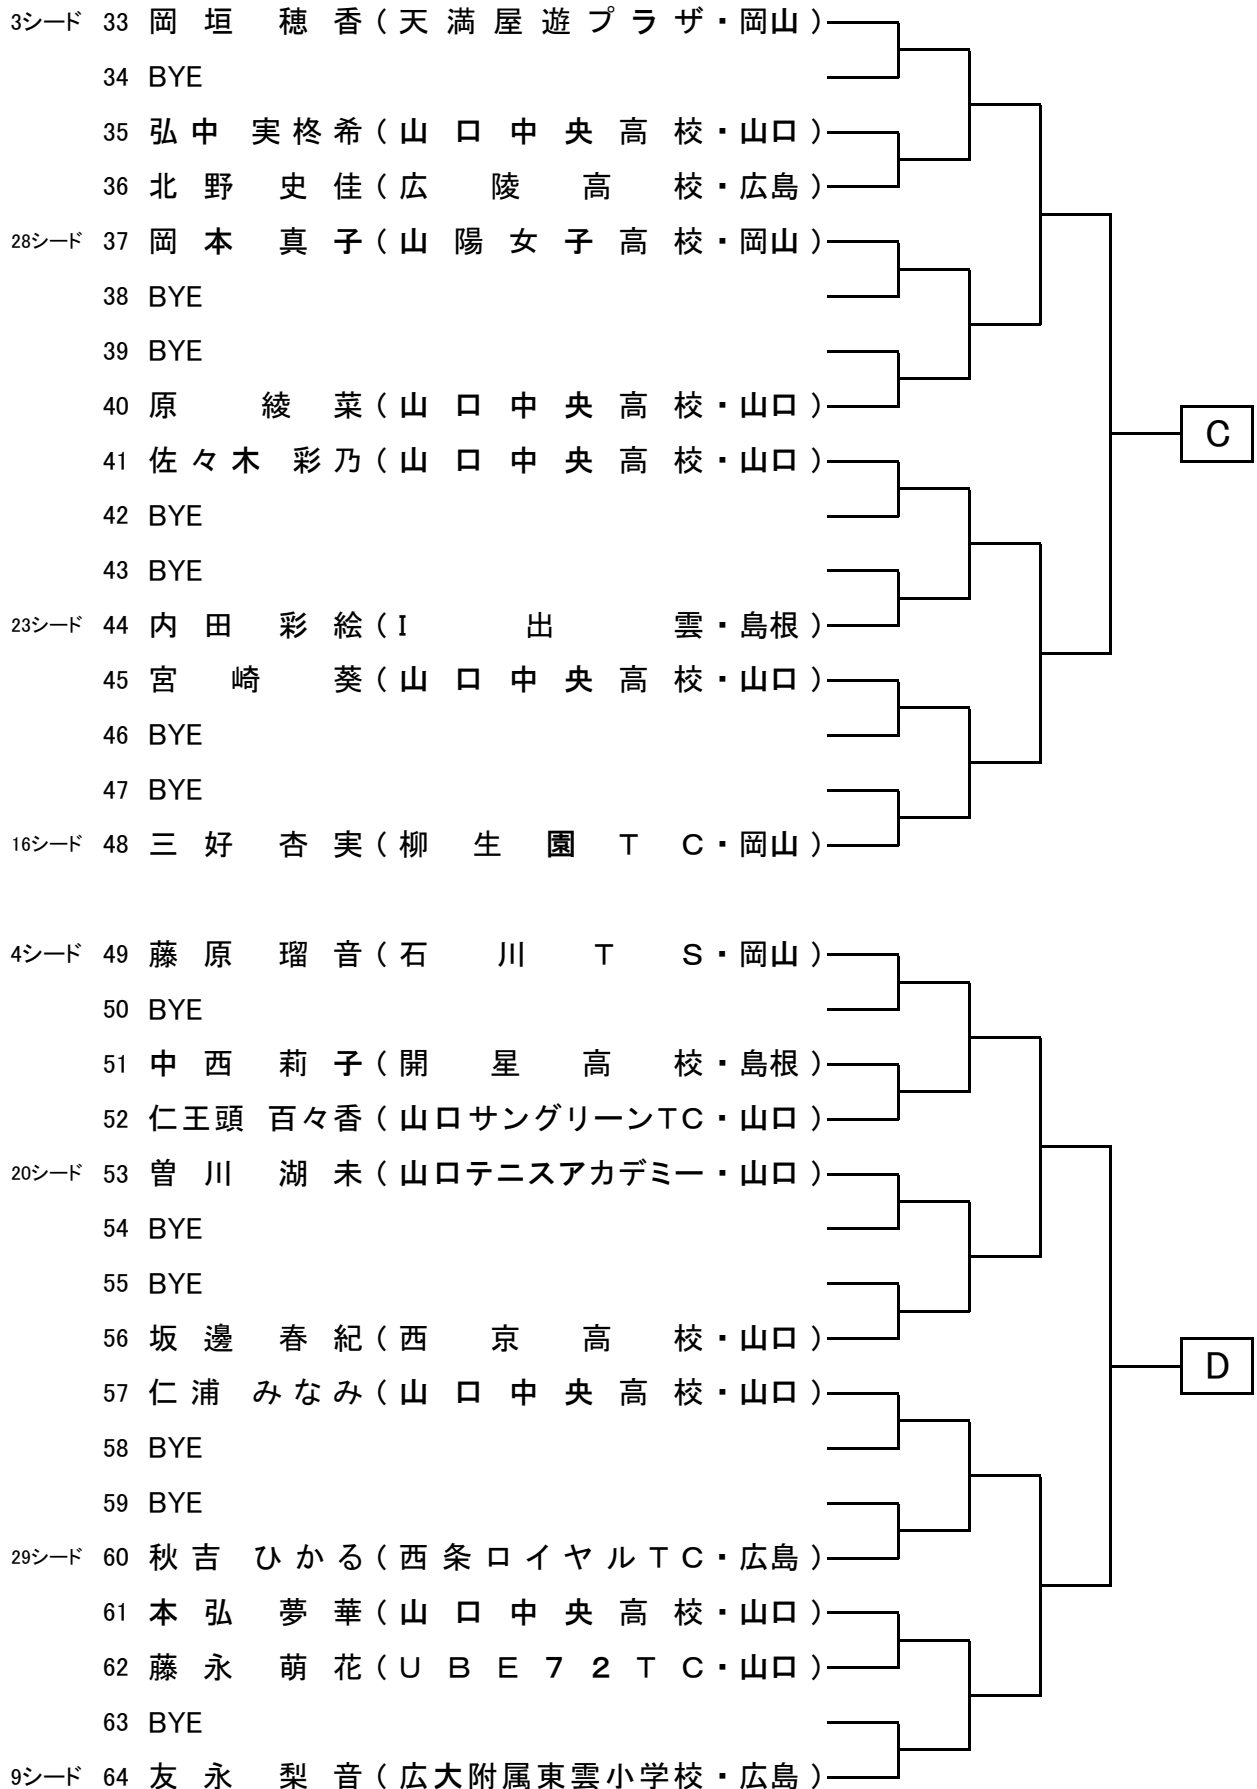 3シード 33 岡垣 穂香(天満屋遊プラザ・岡山)
34 BYE
35 弘中 実柊希(山口中央高校・山口)
36 北野 史佳(広陵高校・広島)
28シード 37 岡本 真子(山陽女子高校・岡山)
38 BYE
39 BYE
40 原 綾菜(山口中央高校・山口)
C
41 佐々木 彩乃(山口中央高校・山口)
42 BYE
43 BYE
23シード 44 内田 彩絵(I出雲・島根)
45 宮崎 葵(山口中央高校・山口)
46 BYE
47 BYE
16シード 48 三好 杏実(柳生園TC・岡山)
4シード 49 藤原 瑠音(石川TS・岡山)
50 BYE
51 中西 莉子(開星高校・島根)
52 仁王頭 百々香(山口サングリーンTC・山口)
20シード 53 曽川 湖未(山口テニスアカデミー・山口)
54 BYE
55 BYE
56 坂邊 春紀(西京高校・山口)
D
57 仁浦 みなみ(山口中央高校・山口)
58 BYE
59 BYE
29シード 60 秋吉 ひかる(西条ロイヤルTC・広島)
61 本弘 夢華(山口中央高校・山口)
62 藤永 萌花(UBE72TC・山口)
63 BYE
9シード 64 友永 梨音(広大附属東雲小学校・広島)